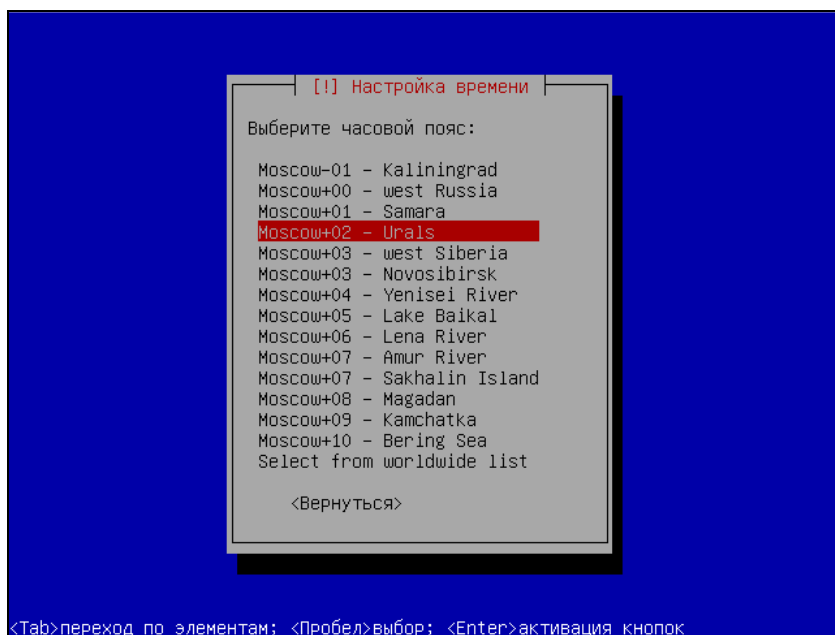 [!] Настройка времени
Выберите часовой пояс:
Moscow-01 - Kaliningrad
Moscow+00 - west Russia
Moscow+01 - Samara
Moscow+02 - Urals
Moscow+03 - west Siberia
Moscow+03 - Novosibirsk
Moscow+04 - Yenisei River
Moscow+05 - Lake Baikal
Moscow+06 - Lena River
Moscow+07 - Amur River
Moscow+07 - Sakhalin Island
Moscow+08 - Magadan
Moscow+09 - Kamchatka
Moscow+10 - Bering Sea
Select from worldwide list
<Вернуться>
<Tab>переход по элементам; <Пробел>выбор; <Enter>активация кнопок